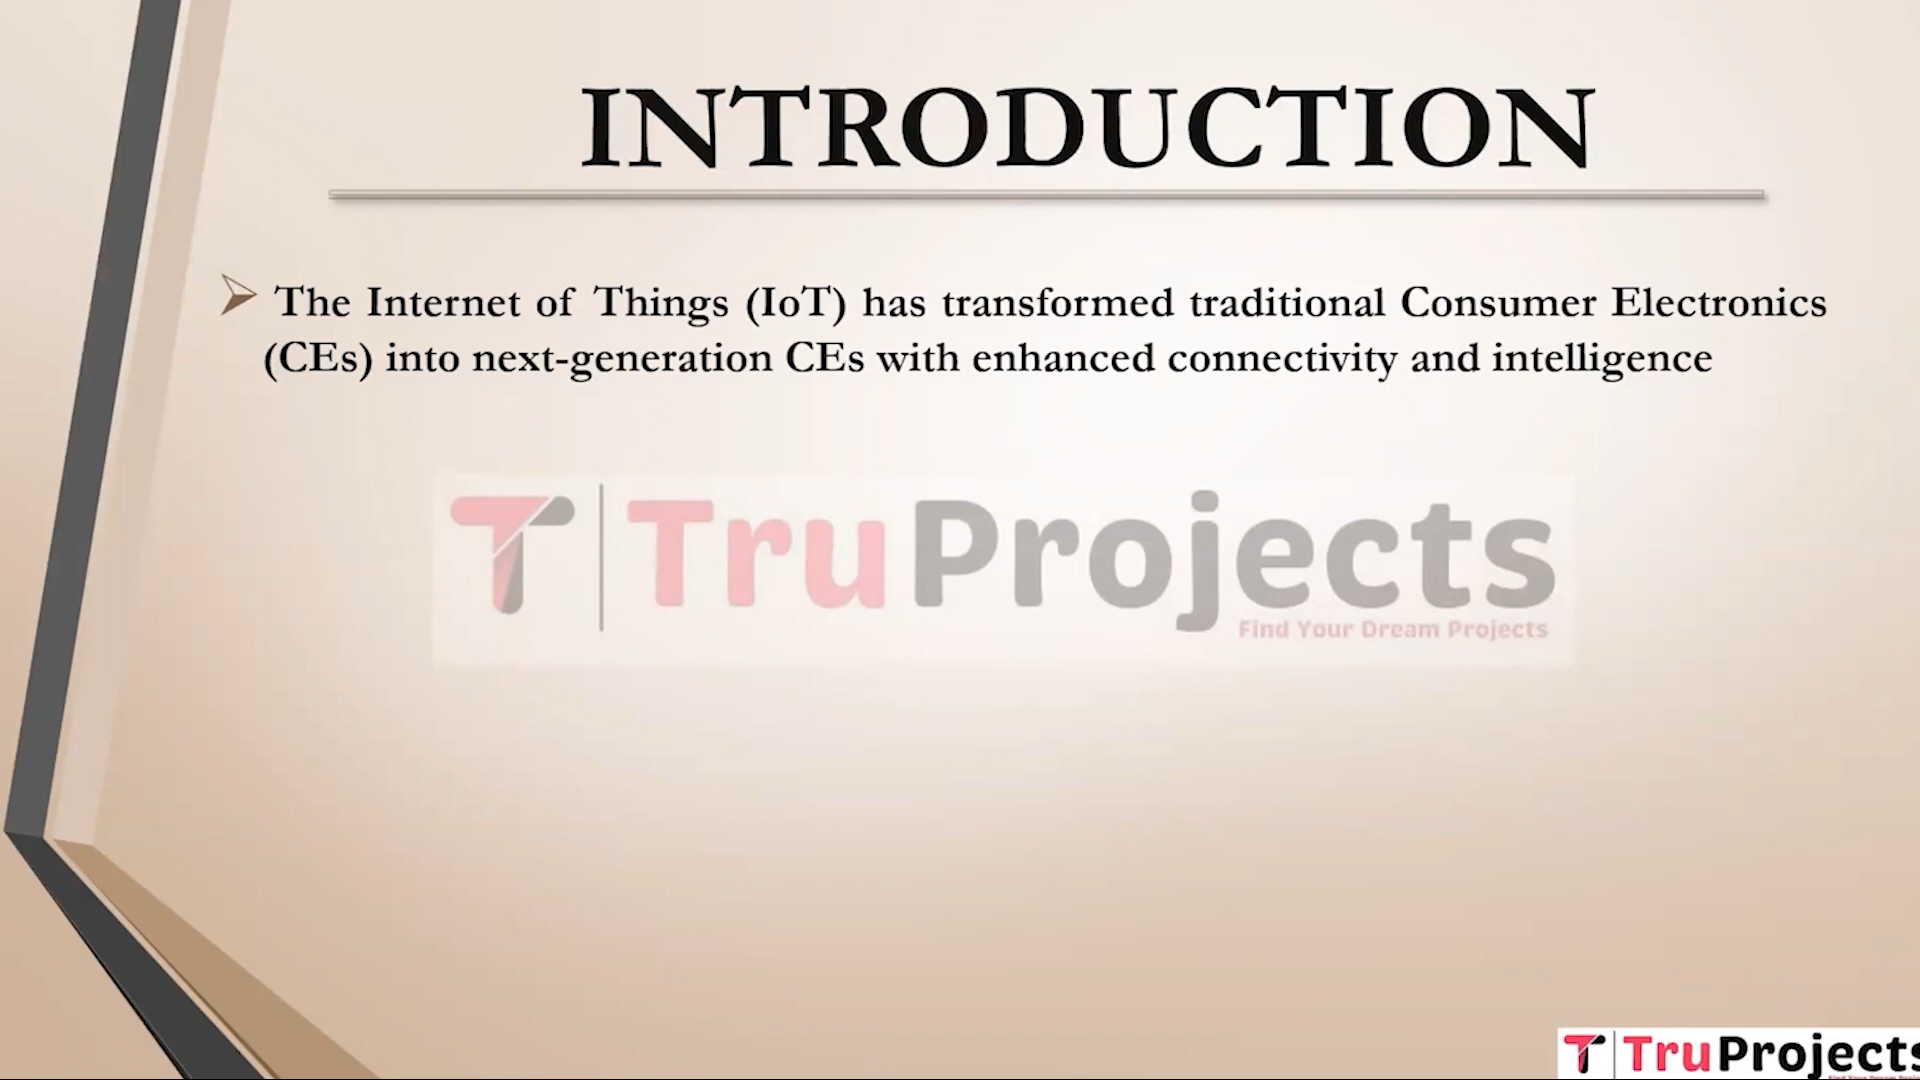 INTRODUCTION
The Internet of Things (IoT) has transformed traditional Consumer Electronics
(CEs) into next-generation CEs with enhanced connectivity and intelligence
TruProjects
Find Your Dream Projects
TruProjects